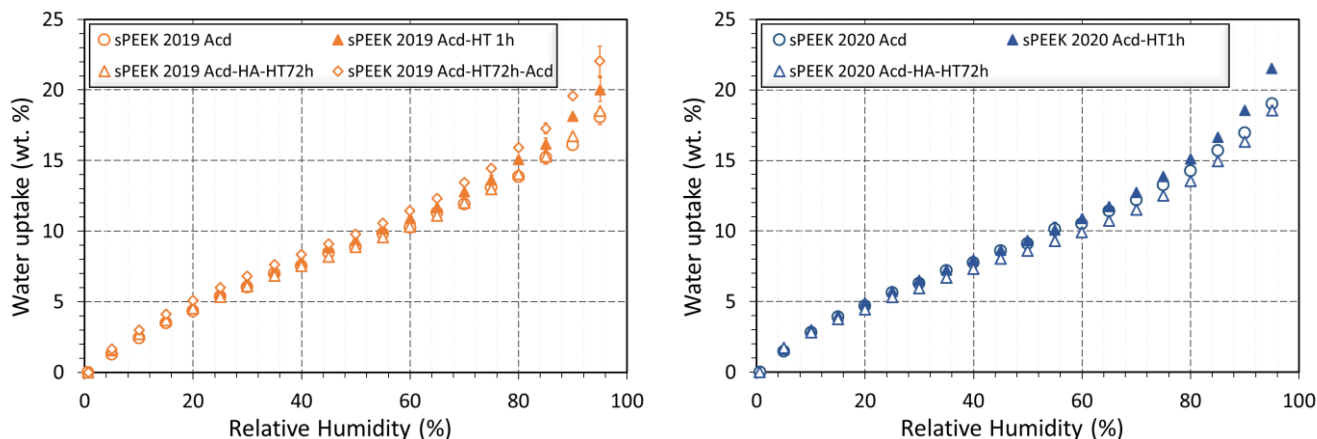 25
20
15
10
5
0
Water uptake (wt. %)
sPEEK 2019 Acd
sPEEK 2019 Acd-HT 1h
sPEEK 2019 Acd-HA-HT72h
sPEEK 2019 Acd-HT72h-Acd
0 20 40 60 80 100
Relative Humidity (%)
25
20
15
10
5
0
Water uptake (wt. %)
sPEEK 2020 Acd
sPEEK 2020 Acd-HT1h
sPEEK 2020 Acd-HA-HT72h
0 20 40 60 80 100
Relative Humidity (%)